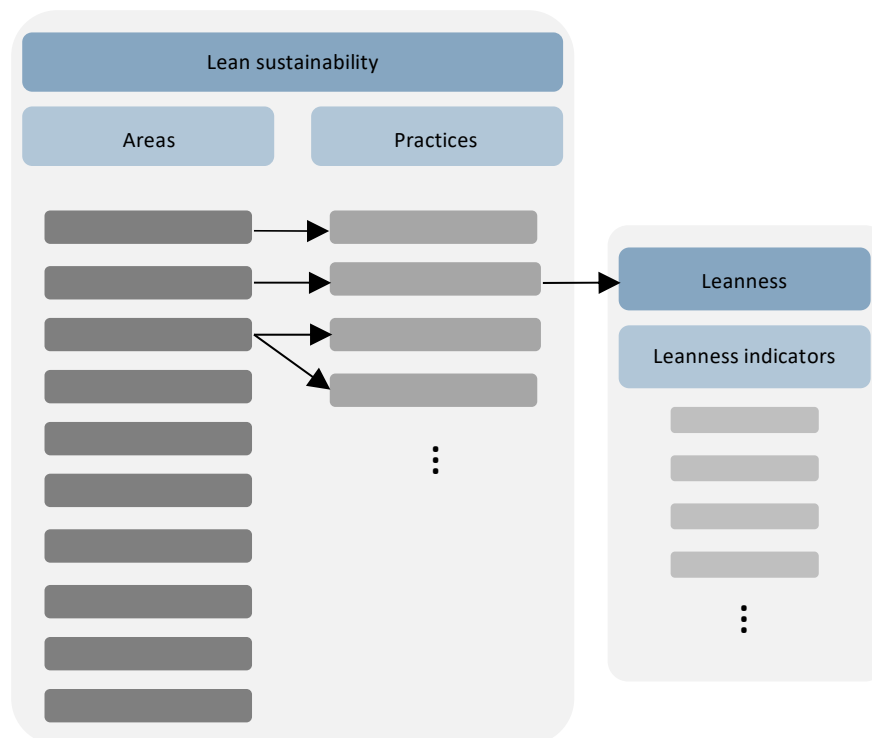 Lean sustainability
Areas
Practices
Leanness
Leanness indicators